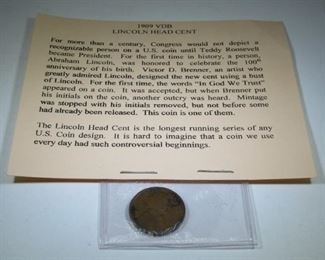 1909 VDB
LINCOLN HEAD CENT
For more than a century, Congress would not depict a
recognizable person on a U.S. coin until Teddy Roosevelt
became President. For the first time in history, a person,
Abraham Lincoln, was honored to celebrate the 100th
anniversary of his birth. Victor D. Brenner, an artist who
greatly admired Lincoln, designed the new cent using a bust
of Lincoln. For the first time, the words "In God We Trust"
appeared on a coin. It was accepted, but when Brenner put
his initials on the coin, another outcry was heard. Mintage
was stopped with his initials removed, but not before some
had already been released. This coin is one of them.
The Lincoln Head Cent is the longest running series of any
U.S. Coin design. It is hard to imagine that a coin we use
every day had such controversial beginnings.